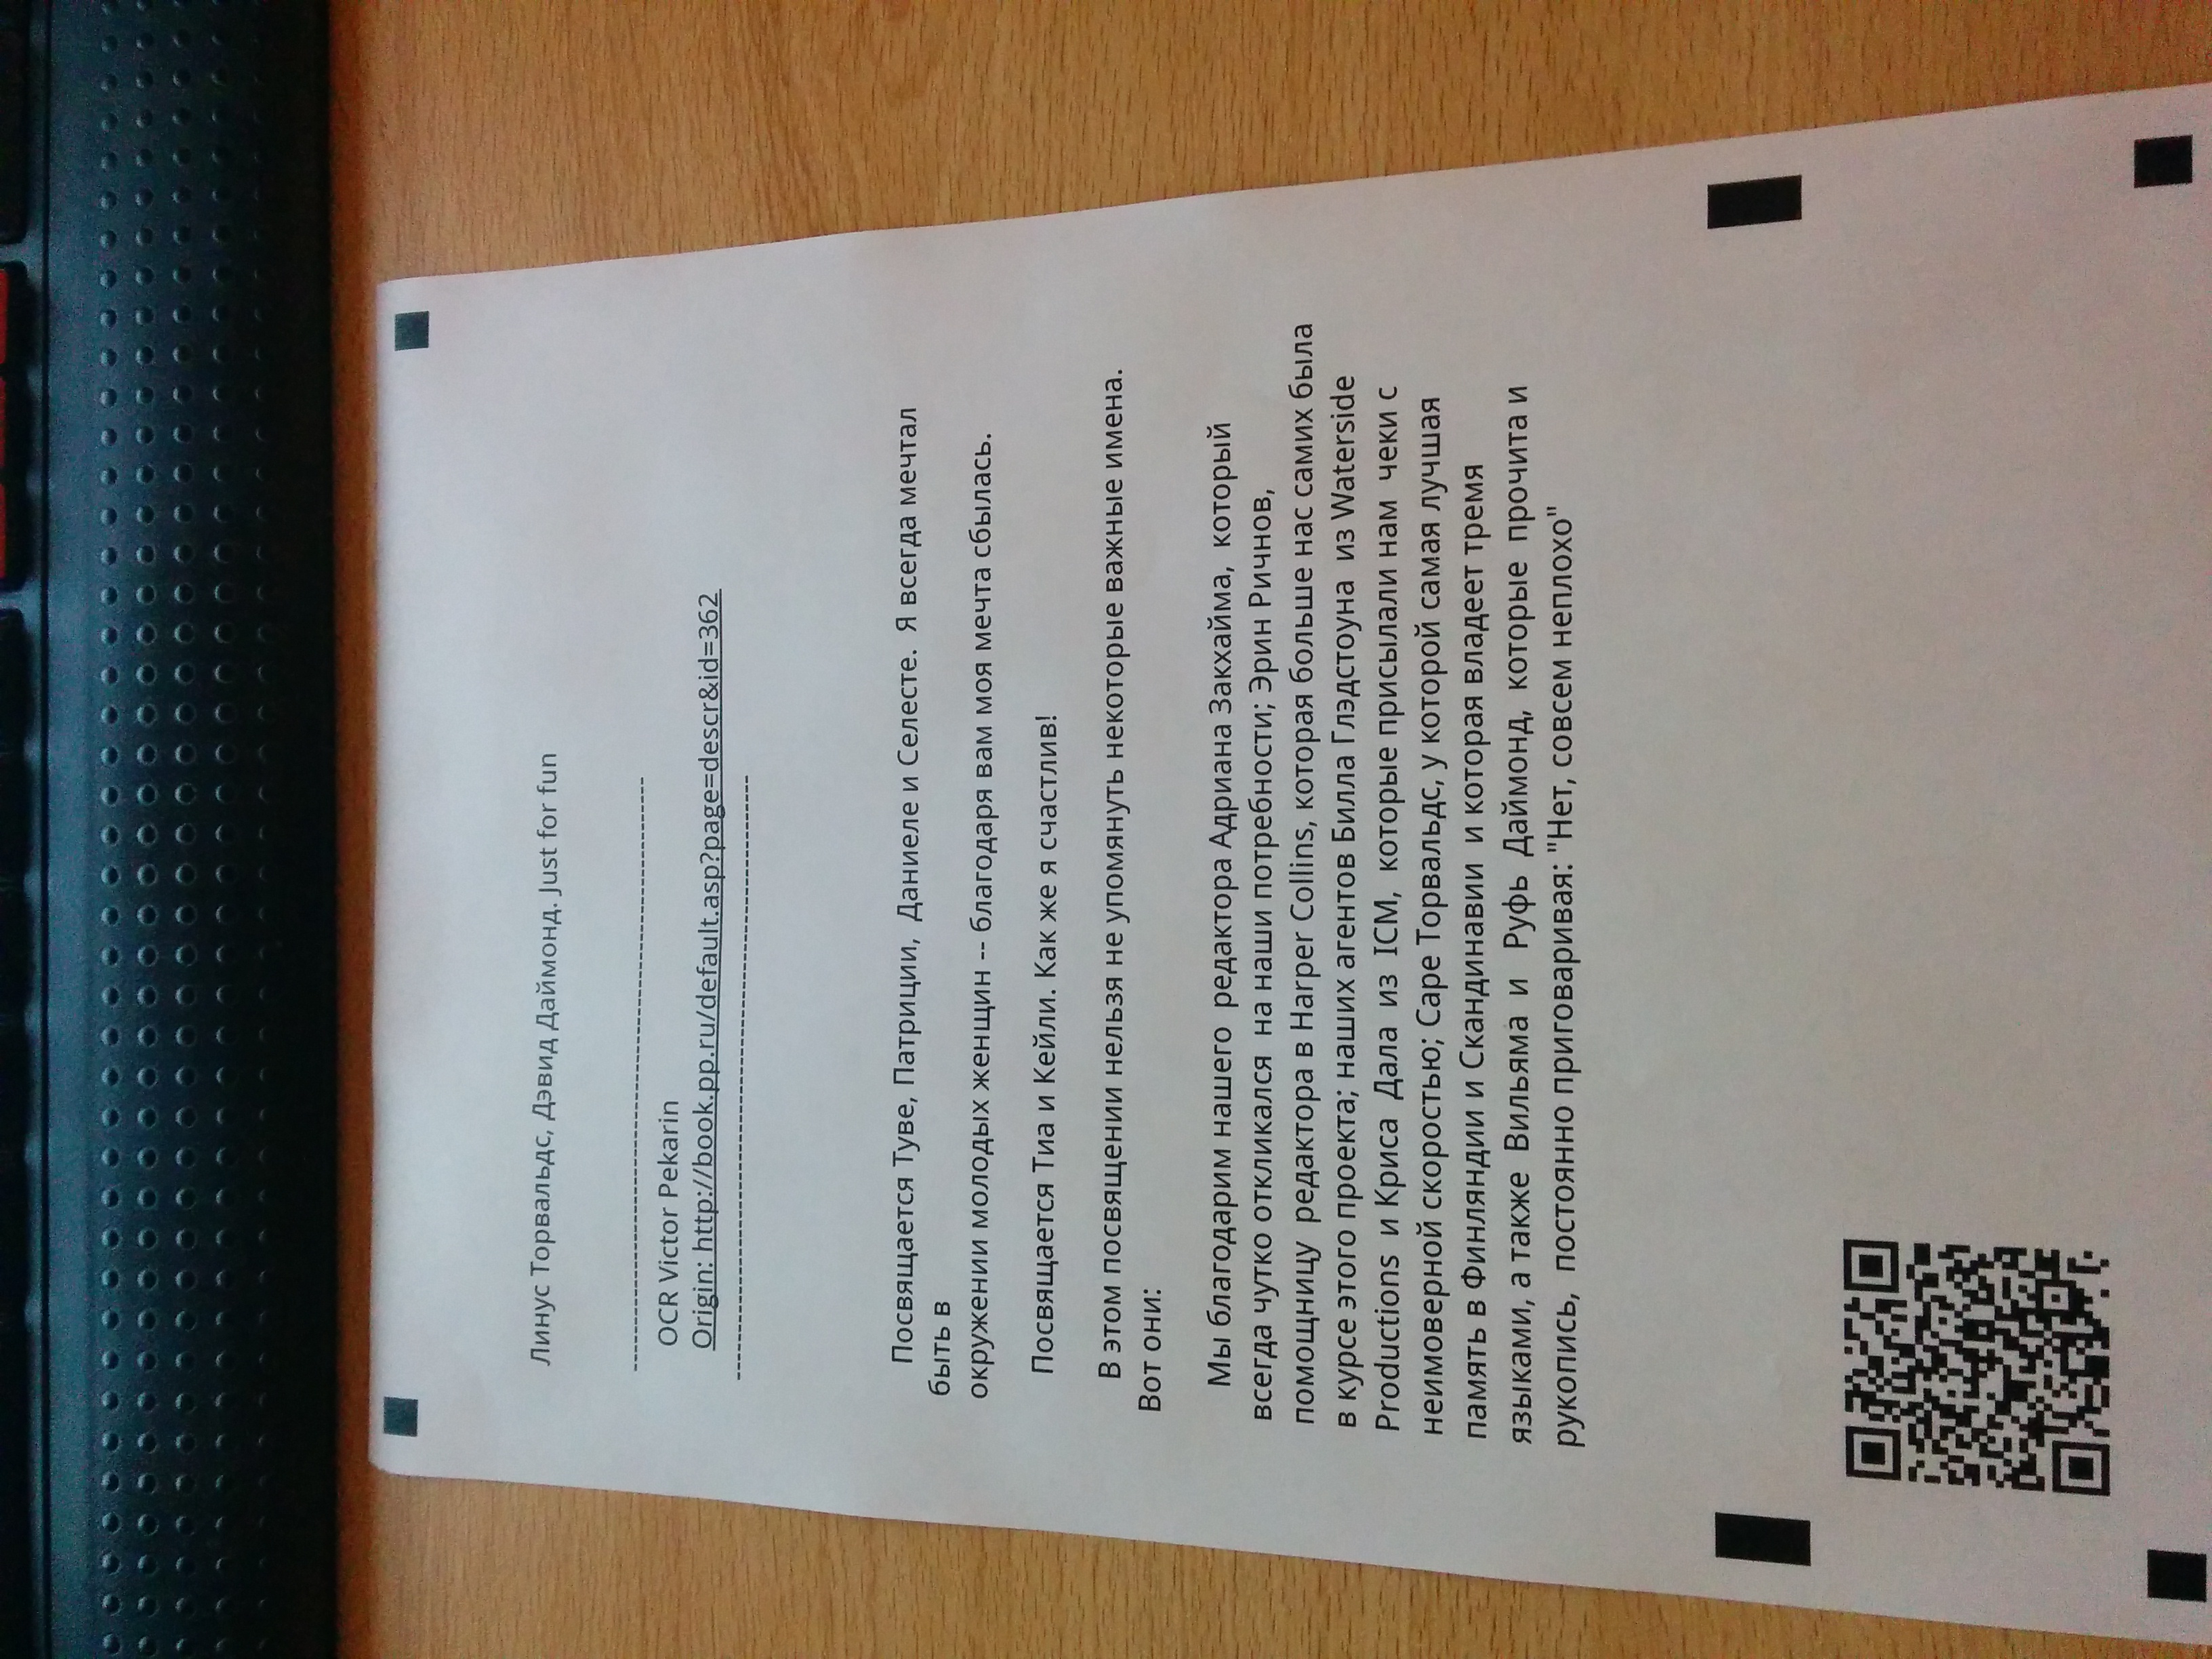 Линус Торвальдс, Дэвид Даймонд. Just for fun
---------------------------------------------------------------
OCR Victor Pekarin
Origin: http://book.pp.ru/default.asp?page=descr&id=362
---------------------------------------------------------------
Посвящается Туве, Патриции, Даниеле и Селесте. Я всегда мечтал
быть в
окружении молодых женщин -- благодаря вам моя мечта сбылась.
Посвящается Тиа и Кейли. Как же я счастлив!
В этом посвящении нельзя не упомянуть некоторые важные имена.
Вот они:
Мы благодарим нашего редактора Адриана Закхайма, который
всегда чутко откликался на наши потребности; Эрин Ричнов,
помощницу редактора в Harper Collins, которая больше нас самих была
в курсе этого проекта; наших агентов Билла Глэдстоуна из Waterside
Productions и Криса Дала из ICM, которые присылали нам чеки с
неимоверной скоростью; Саре Торвальдс, у которой самая лучшая
память в Финляндии и Скандинавии и которая владеет тремя
языками, а также Вильяма и Руфь Даймонд, которые прочита и
рукопись, постоянно приговаривая: "Нет, совсем неплохо"